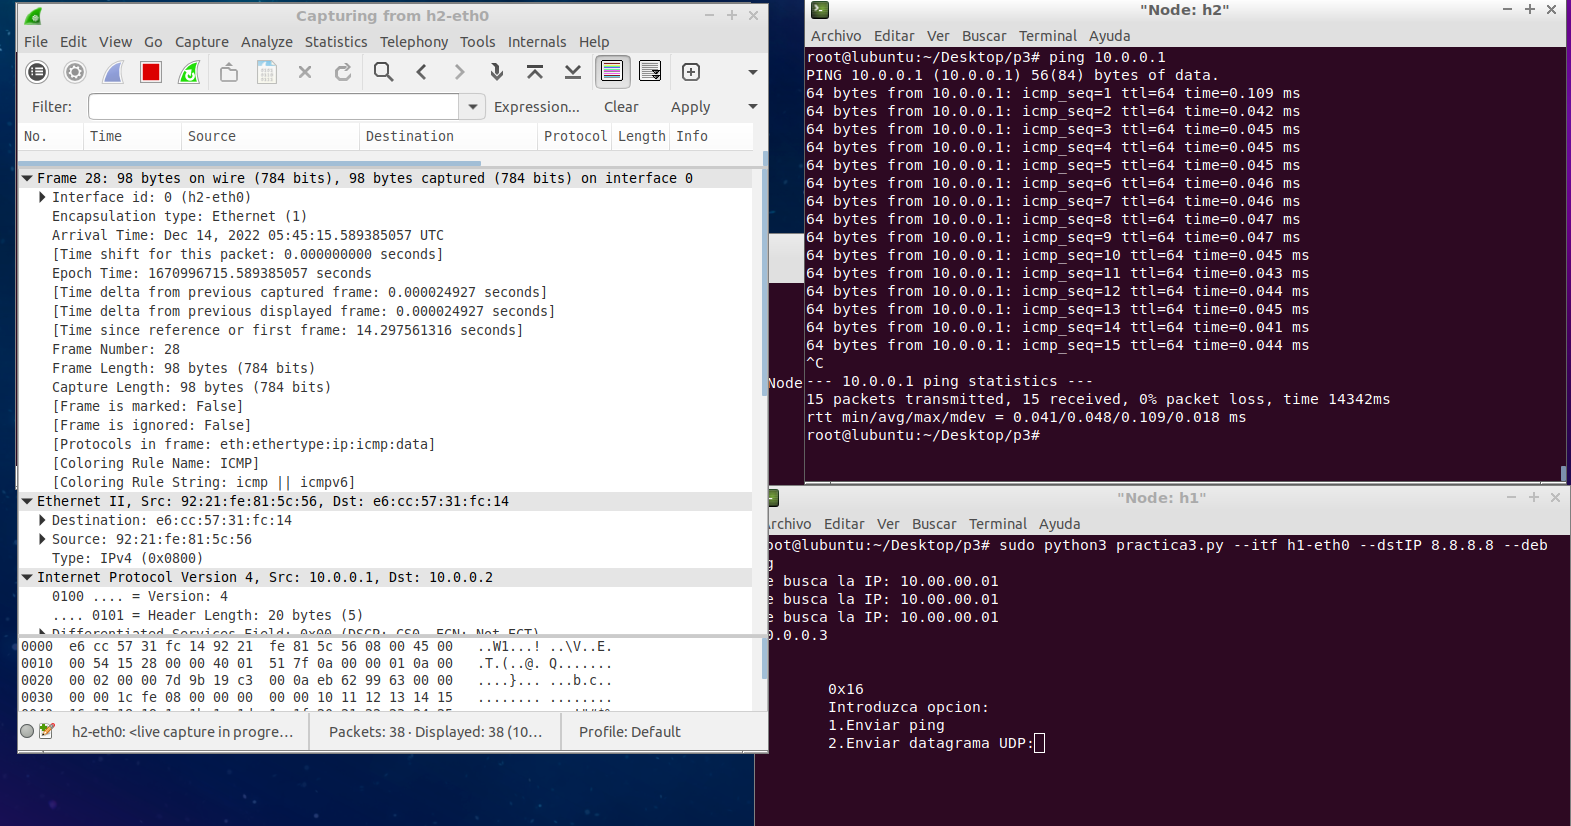 Capturing from h2-eth0
File Edit View Go Capture Analyze Statistics Telephony Tools Internals Help
Filter: Expression... Clear Apply
No. Time Source Destination Protocol Length Info
Frame 28: 98 bytes on wire (784 bits), 98 bytes captured (784 bits) on interface 0
Interface id: 0 (h2-eth0)
Encapsulation type: Ethernet (1)
Arrival Time: Dec 14, 2022 05:45:15.589385057 UTC
[Time shift for this packet: 0.000000000 seconds]
Epoch Time: 1670996715.589385057 seconds
[Time delta from previous captured frame: 0.000024927 seconds]
[Time delta from previous displayed frame: 0.000024927 seconds]
[Time since reference or first frame: 14.297561316 seconds]
Frame Number: 28
Frame Length: 98 bytes (784 bits)
Capture Length: 98 bytes (784 bits)
[Frame is marked: False]
[Frame is ignored: False]
[Protocols in frame: eth:ethertype:ip:icmp:data]
[Coloring Rule Name: ICMP]
[Coloring Rule String: icmp || icmpv6]
Ethernet II, Src: 92:21:fe:81:5c:56, Dst: e6:cc:57:31:fc:14
Destination: e6:cc:57:31:fc:14
Source: 92:21:fe:81:5c:56
Type: IPv4 (0x0800)
Internet Protocol Version 4, Src: 10.0.0.1, Dst: 10.0.0.2
0100 .... = Version: 4
.... 0101 = Header Length: 20 bytes (5)
Differentiated Services Field: 0x00 (DSCP: CS0, ECN: Not-ECT)
0000 e6 cc 57 31 fc 14 92 21 fe 81 5c 56 08 00 45 00 ..W1...! ..\V..E.
0010 00 54 15 28 00 00 40 01 51 7f 0a 00 00 01 0a 00 .T.(..@. Q.......
0020 00 02 00 00 7d 9b 19 c3 00 0a eb 62 99 63 00 00 ....}... ...b.c..
0030 00 00 1c fe 08 00 00 00 00 00 10 11 12 13 14 15 ........ ........
h2-eth0: <live capture in progre... Packets: 38 · Displayed: 38 (10... Profile: Default
"Node: h2"
Archivo Editar Ver Buscar Terminal Ayuda
root@lubuntu:~/Desktop/p3# ping 10.0.0.1
PING 10.0.0.1 (10.0.0.1) 56(84) bytes of data.
64 bytes from 10.0.0.1: icmp_seq=1 ttl=64 time=0.109 ms
64 bytes from 10.0.0.1: icmp_seq=2 ttl=64 time=0.042 ms
64 bytes from 10.0.0.1: icmp_seq=3 ttl=64 time=0.045 ms
64 bytes from 10.0.0.1: icmp_seq=4 ttl=64 time=0.045 ms
64 bytes from 10.0.0.1: icmp_seq=5 ttl=64 time=0.045 ms
64 bytes from 10.0.0.1: icmp_seq=6 ttl=64 time=0.046 ms
64 bytes from 10.0.0.1: icmp_seq=7 ttl=64 time=0.046 ms
64 bytes from 10.0.0.1: icmp_seq=8 ttl=64 time=0.047 ms
64 bytes from 10.0.0.1: icmp_seq=9 ttl=64 time=0.047 ms
64 bytes from 10.0.0.1: icmp_seq=10 ttl=64 time=0.045 ms
64 bytes from 10.0.0.1: icmp_seq=11 ttl=64 time=0.043 ms
64 bytes from 10.0.0.1: icmp_seq=12 ttl=64 time=0.044 ms
64 bytes from 10.0.0.1: icmp_seq=13 ttl=64 time=0.045 ms
64 bytes from 10.0.0.1: icmp_seq=14 ttl=64 time=0.041 ms
64 bytes from 10.0.0.1: icmp_seq=15 ttl=64 time=0.044 ms
^C
--- 10.0.0.1 ping statistics ---
15 packets transmitted, 15 received, 0% packet loss, time 14342ms
rtt min/avg/max/mdev = 0.041/0.048/0.109/0.018 ms
root@lubuntu:~/Desktop/p3#
Node
"Node: h1"
rchivo Editar Ver Buscar Terminal Ayuda
ot@lubuntu:~/Desktop/p3# sudo python3 practica3.py --itf h1-eth0 --dstIP 8.8.8.8 --deb
g
e busca la IP: 10.00.00.01
e busca la IP: 10.00.00.01
e busca la IP: 10.00.00.01
0.0.0.3
0x16
Introduzca opcion:
1.Enviar ping
2.Enviar datagrama UDP: